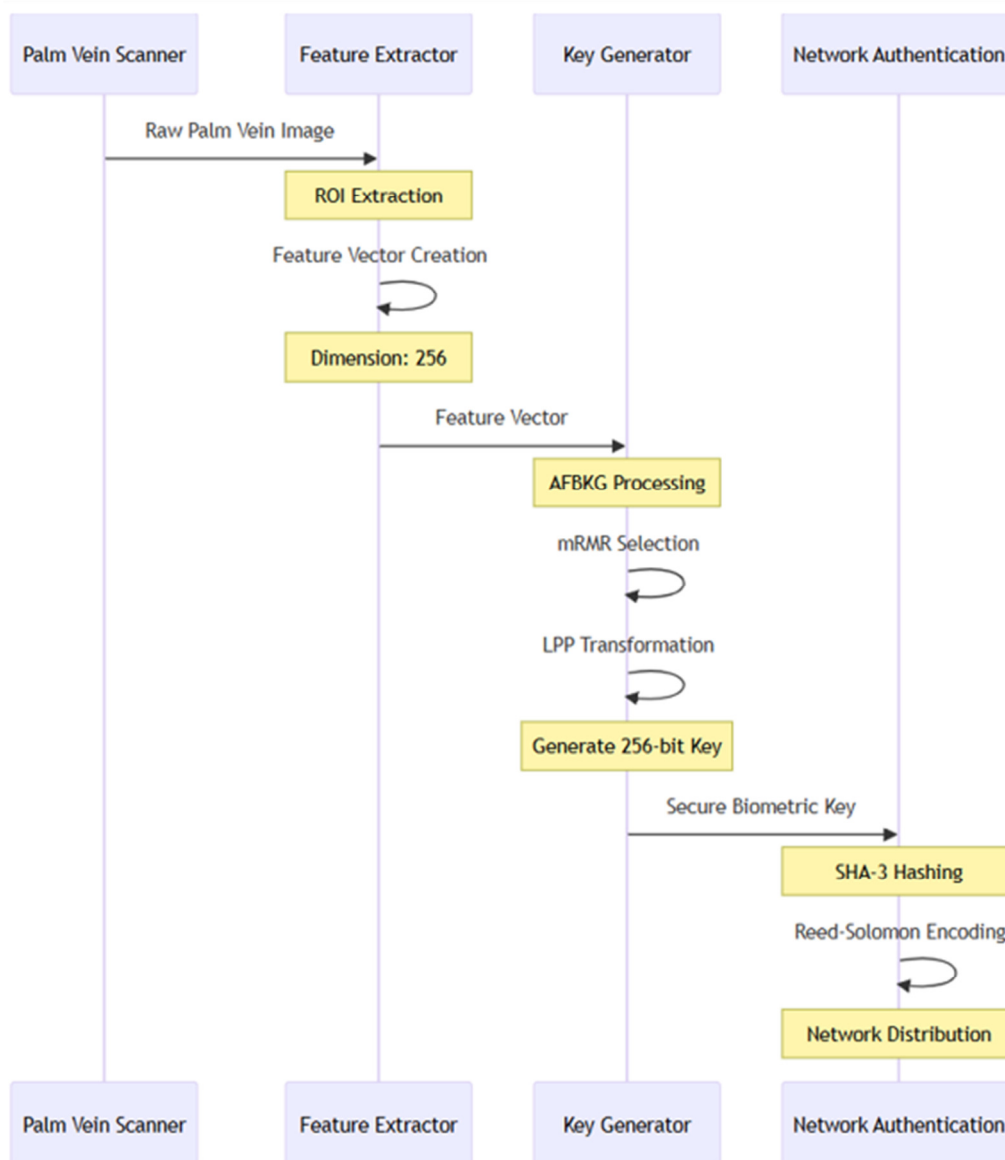 Palm Vein Scanner
Feature Extractor
Key Generator
Network Authentication
Raw Palm Vein Image
ROI Extraction
Feature Vector Creation
Dimension: 256
Feature Vector
AFBKG Processing
mRMR Selection
LPP Transformation
Generate 256-bit Key
Secure Biometric Key
SHA-3 Hashing
Reed-Solomon Encoding
Network Distribution
Palm Vein Scanner
Feature Extractor
Key Generator
Network Authentication